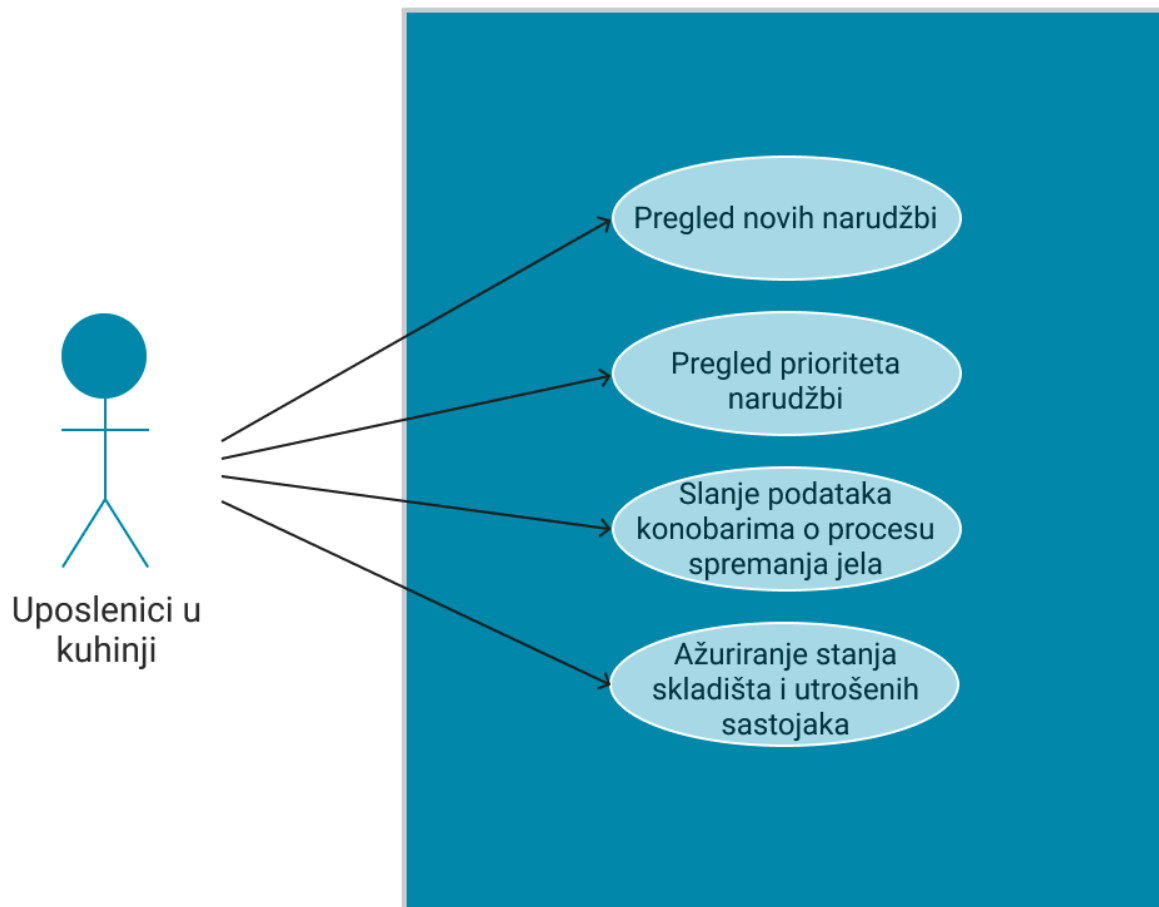 Pregled novih narudžbi
Pregled prioriteta
narudžbi
Slanje podataka
konobarima o procesu
spremanja jela
Uposlenici u
kuhinji
Ažuriranje stanja
skladišta i utrošenih
sastojaka